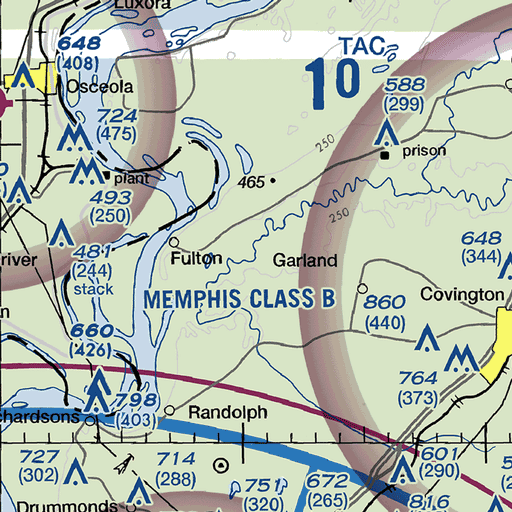 Luxora
648
(408)
TAC
10
Osceola
588
(299)
724
(475)
250
prison
plant
465
493
(250)
250
481
(244)
stack
river
Fulton
Garland
648
(344)
MEMPHIS CLASS B
860
(440)
Covington
660
(426)
764
(373)
798
(403)
chardsons
Randolph
727
(302)
714
(288)
601
(290)
751
(320)
672
(265)
816
Drummonds